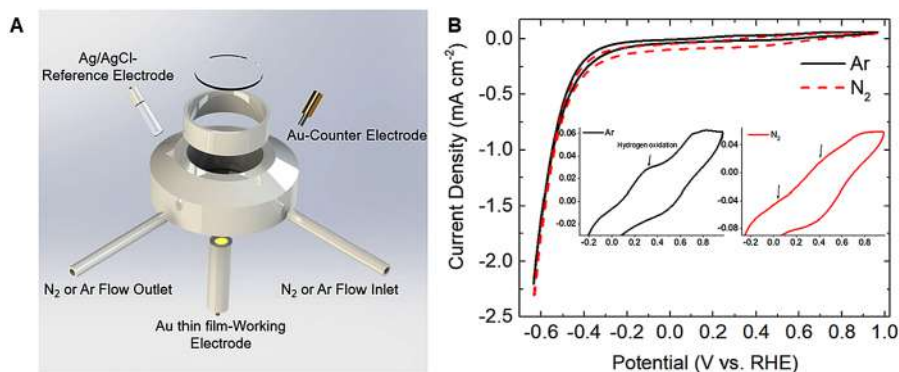 A
Ag/AgCl-
Reference Electrode
Au-Counter Electrode
N₂ or Ar Flow Outlet
N₂ or Ar Flow Inlet
Au thin film-Working
Electrode
B
Current Density (mA cm⁻²)
0.0
-0.5
-1.0
-1.5
-2.0
-2.5
Ar
N₂
0.06
0.04
0.02
0.00
-0.02
Ar
Hydrogen oxidation
-0.2 0.0 0.2 0.4 0.6 0.8
0.04
0.00
-0.04
-0.08
N₂
-0.2 0.0 0.2 0.4 0.6 0.8
-0.6 -0.4 -0.2 0.0 0.2 0.4 0.6 0.8 1.0
Potential (V vs. RHE)